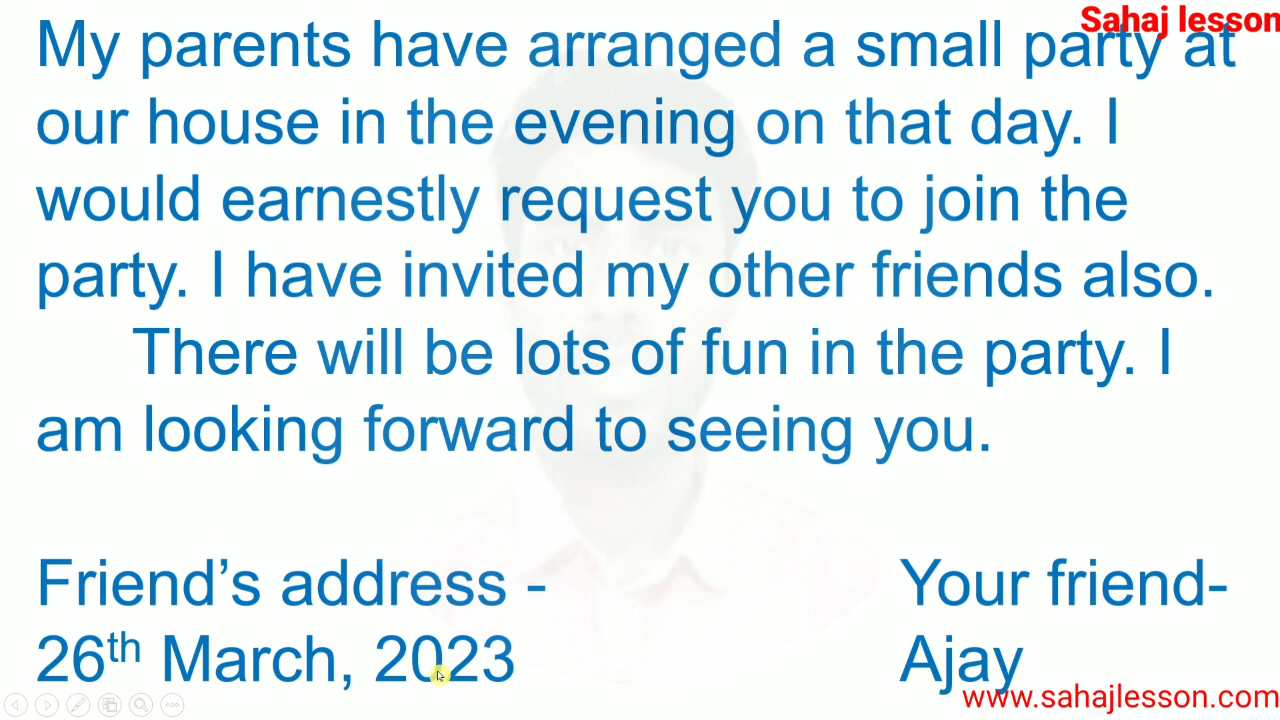 Sahaj lesson
My parents have arranged a small party at
our house in the evening on that day. I
would earnestly request you to join the
party. I have invited my other friends also.
There will be lots of fun in the party. I
am looking forward to seeing you.
Friend's address -
Your friend-
26th March, 2023
Ajay
www.sahajlesson.com